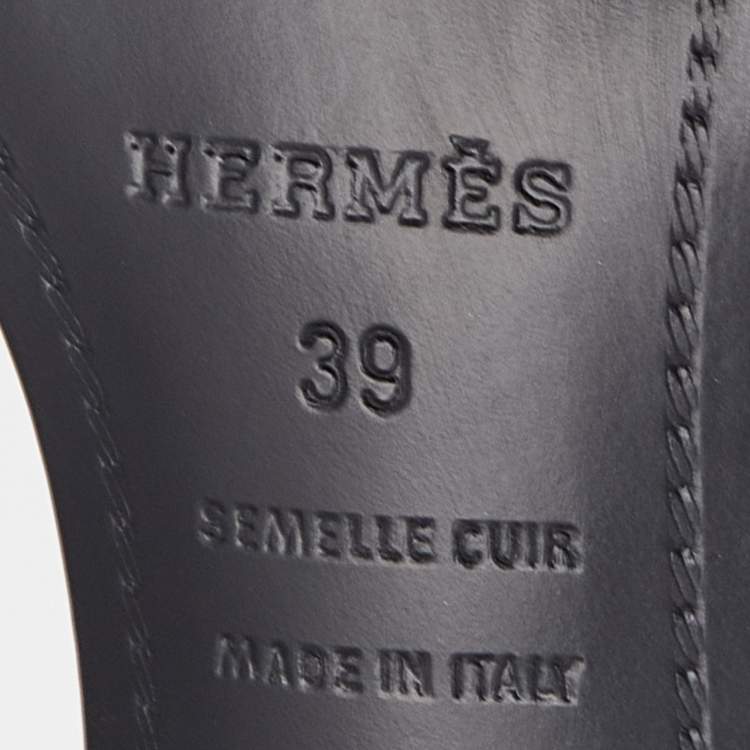 HERMÈS
39
SEMELLE CUIR
MADE IN ITALY